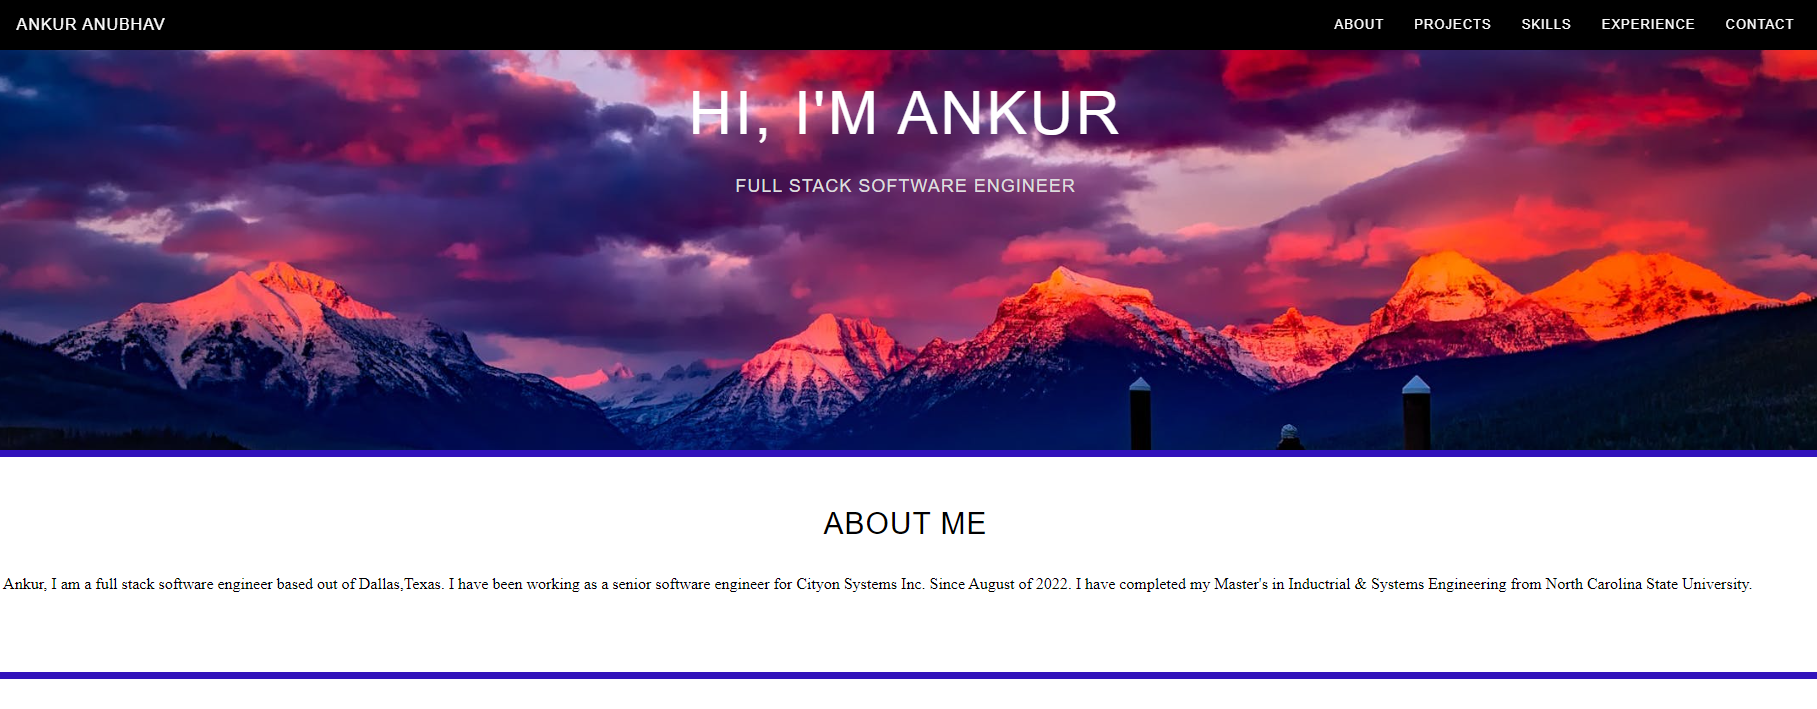 ANKUR ANUBHAV
ABOUT PROJECTS SKILLS EXPERIENCE CONTACT
HI, I'M ANKUR
FULL STACK SOFTWARE ENGINEER
ABOUT ME
Ankur, I am a full stack software engineer based out of Dallas,Texas. I have been working as a senior software engineer for Cityon Systems Inc. Since August of 2022. I have completed my Master's in Inductrial & Systems Engineering from North Carolina State University.